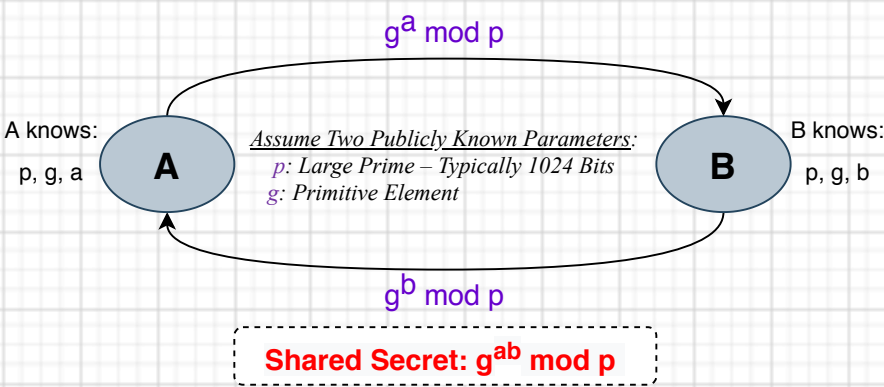 g^a mod p
A knows:
p, g, a
A
Assume Two Publicly Known Parameters:
p: Large Prime – Typically 1024 Bits
g: Primitive Element
B
B knows:
p, g, b
g^b mod p
Shared Secret: g^ab mod p